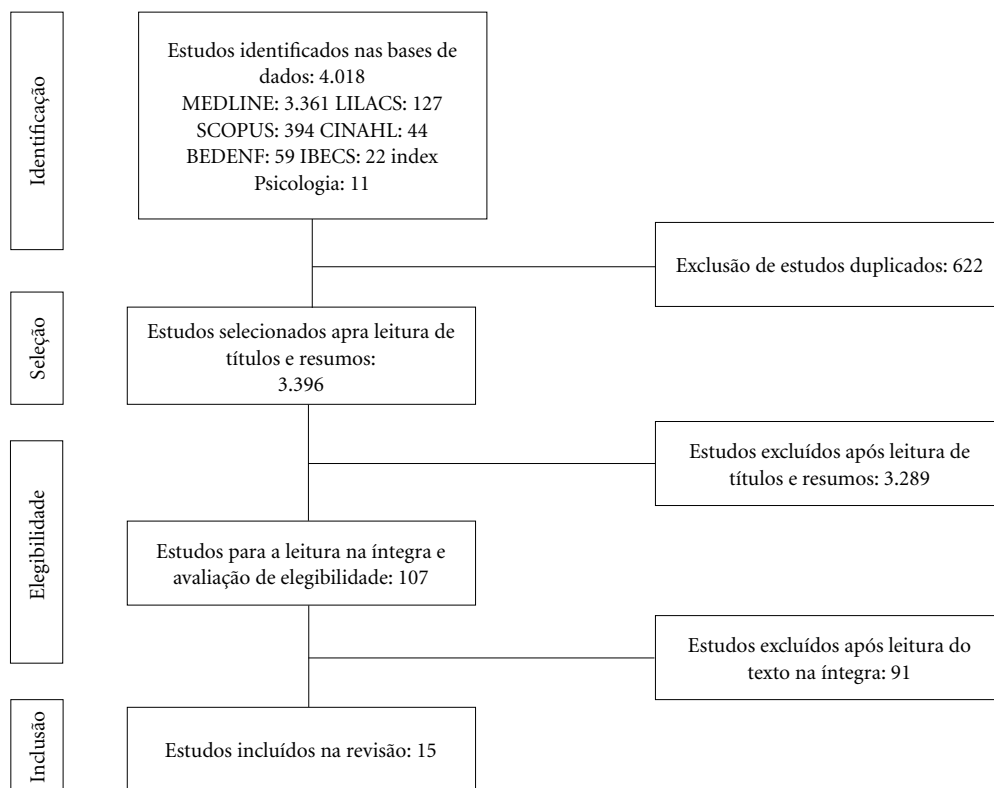 Identificação
Estudos identificados nas bases de
dados: 4.018
MEDLINE: 3.361 LILACS: 127
SCOPUS: 394 CINAHL: 44
BEDENF: 59 IBECS: 22 index
Psicologia: 11
Exclusão de estudos duplicados: 622
Seleção
Estudos selecionados apra leitura de
títulos e resumos:
3.396
Estudos excluídos após leitura de
títulos e resumos: 3.289
Elegibilidade
Estudos para a leitura na íntegra e
avaliação de elegibilidade: 107
Estudos excluídos após leitura do
texto na íntegra: 91
Inclusão
Estudos incluídos na revisão: 15